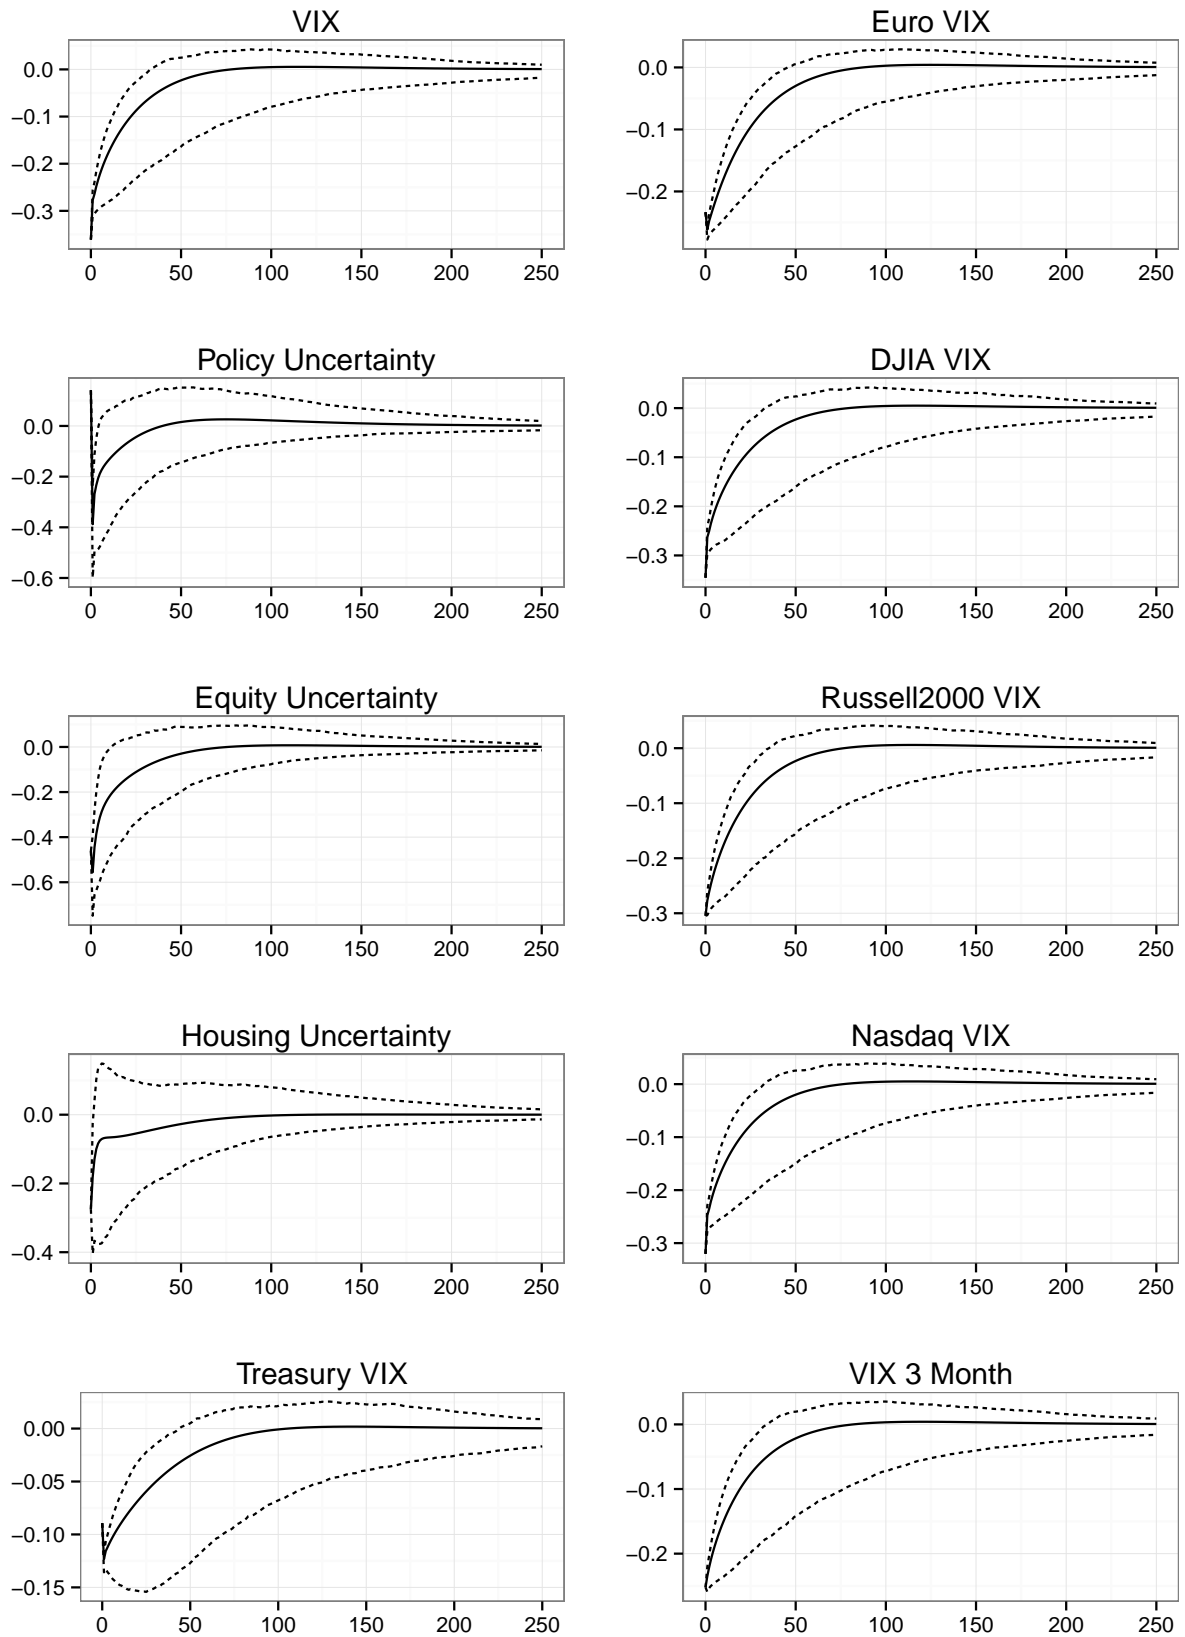 VIX
0.0
−0.1
−0.2
−0.3
0 50 100 150 200 250
Euro VIX
0.0
−0.1
−0.2
0 50 100 150 200 250
Policy Uncertainty
0.0
−0.2
−0.4
−0.6
0 50 100 150 200 250
DJIA VIX
0.0
−0.1
−0.2
−0.3
0 50 100 150 200 250
Equity Uncertainty
0.0
−0.2
−0.4
−0.6
0 50 100 150 200 250
Russell2000 VIX
0.0
−0.1
−0.2
−0.3
0 50 100 150 200 250
Housing Uncertainty
0.0
−0.2
−0.4
0 50 100 150 200 250
Nasdaq VIX
0.0
−0.1
−0.2
−0.3
0 50 100 150 200 250
Treasury VIX
0.00
−0.05
−0.10
−0.15
0 50 100 150 200 250
VIX 3 Month
0.0
−0.1
−0.2
0 50 100 150 200 250